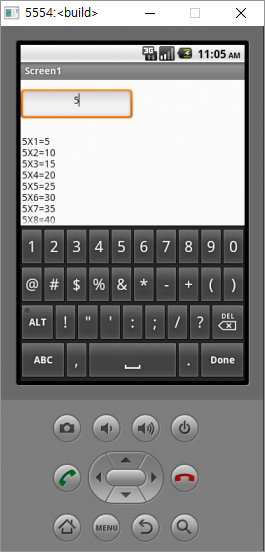 5554:<build>
3G
11:05 AM
Screen1
5
5X1=5
5X2=10
5X3=15
5X4=20
5X5=25
5X6=30
5X7=35
5X8=40
1 2 3 4 5 6 7 8 9 0
@ # $ % & * - + ( )
ALT ! " ' : ; / ? DEL
ABC , . Done
MENU